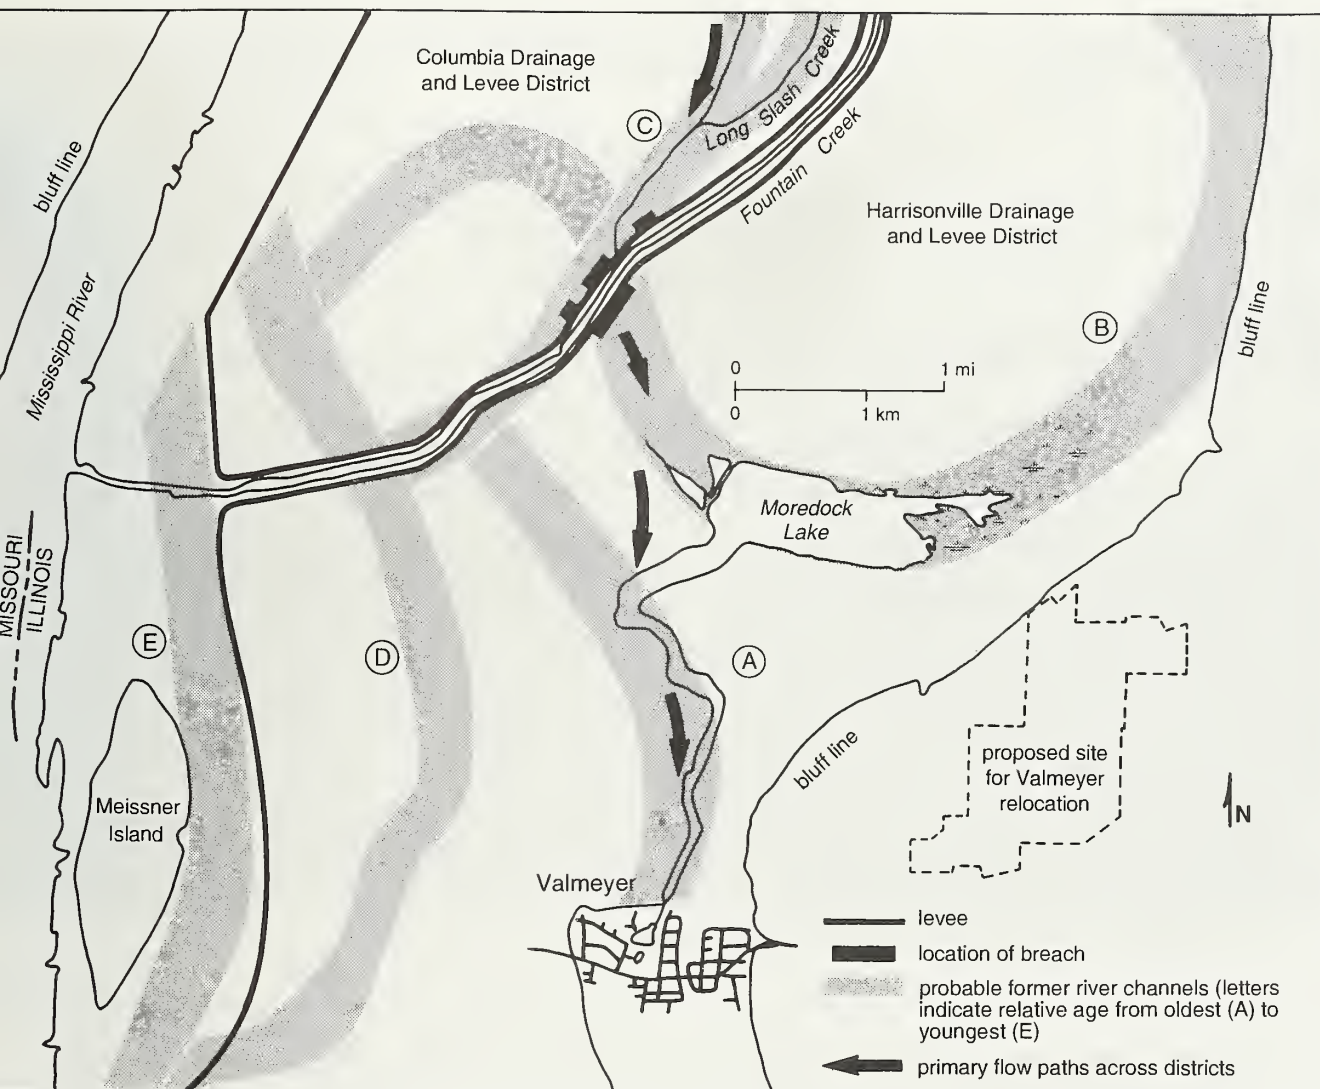 Columbia Drainage
and Levee District
C
Long Slash Creek
Fountain Creek
bluff line
Mississippi River
Harrisonville Drainage
and Levee District
B
bluff line
0 1 mi
0 1 km
Moredock
Lake
MISSOURI
ILLINOIS
E
D
A
bluff line
proposed site
for Valmeyer
relocation
N
Meissner
Island
Valmeyer
levee
location of breach
probable former river channels (letters
indicate relative age from oldest (A) to
youngest (E)
primary flow paths across districts